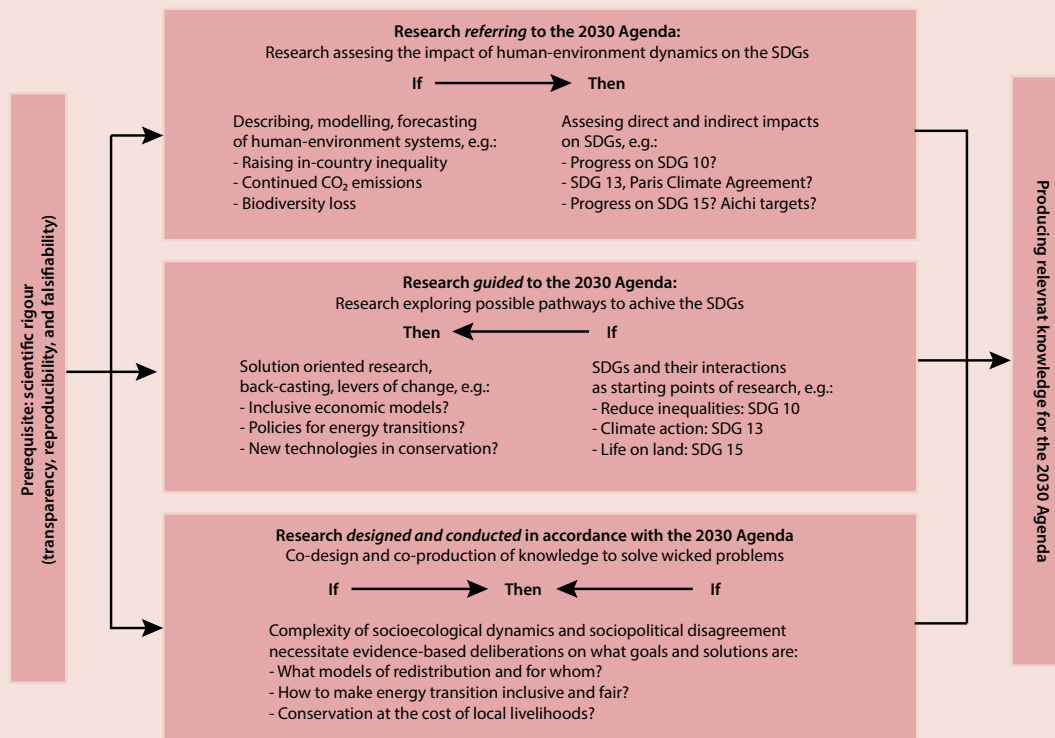 Prerequisite: scientific rigour
(transparency, reproducibility, and falsifiability)
Research referring to the 2030 Agenda:
Research assesing the impact of human-environment dynamics on the SDGs
If Then
Describing, modelling, forecasting
of human-environment systems, e.g.:
- Raising in-country inequality
- Continued CO₂ emissions
- Biodiversity loss
Assesing direct and indirect impacts
on SDGs, e.g.:
- Progress on SDG 10?
- SDG 13, Paris Climate Agreement?
- Progress on SDG 15? Aichi targets?
Research guided to the 2030 Agenda:
Research exploring possible pathways to achive the SDGs
Then If
Solution oriented research,
back-casting, levers of change, e.g.:
- Inclusive economic models?
- Policies for energy transitions?
- New technologies in conservation?
SDGs and their interactions
as starting points of research, e.g.:
- Reduce inequalities: SDG 10
- Climate action: SDG 13
- Life on land: SDG 15
Research designed and conducted in accordance with the 2030 Agenda
Co-design and co-production of knowledge to solve wicked problems
If Then If
Complexity of socioecological dynamics and sociopolitical disagreement
necessitate evidence-based deliberations on what goals and solutions are:
- What models of redistribution and for whom?
- How to make energy transition inclusive and fair?
- Conservation at the cost of local livelihoods?
Producing relevnat knowledge for the 2030 Agenda